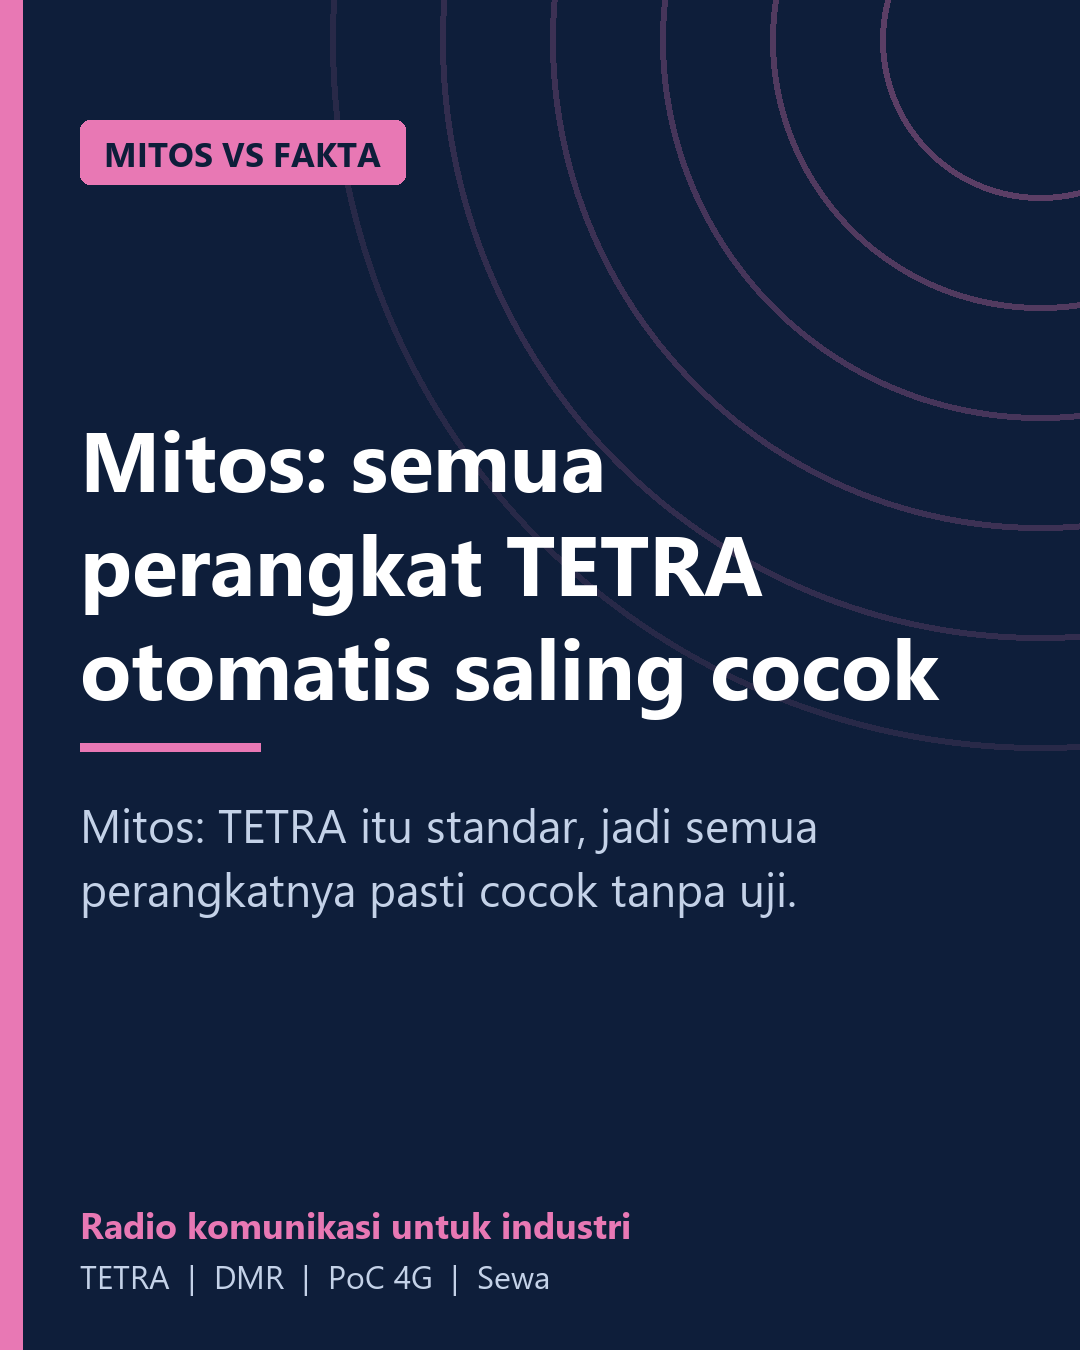 MITOS VS FAKTA
Mitos: semua
perangkat TETRA
otomatis saling cocok
Mitos: TETRA itu standar, jadi semua
perangkatnya pasti cocok tanpa uji.
Radio komunikasi untuk industri
TETRA | DMR | PoC 4G | Sewa